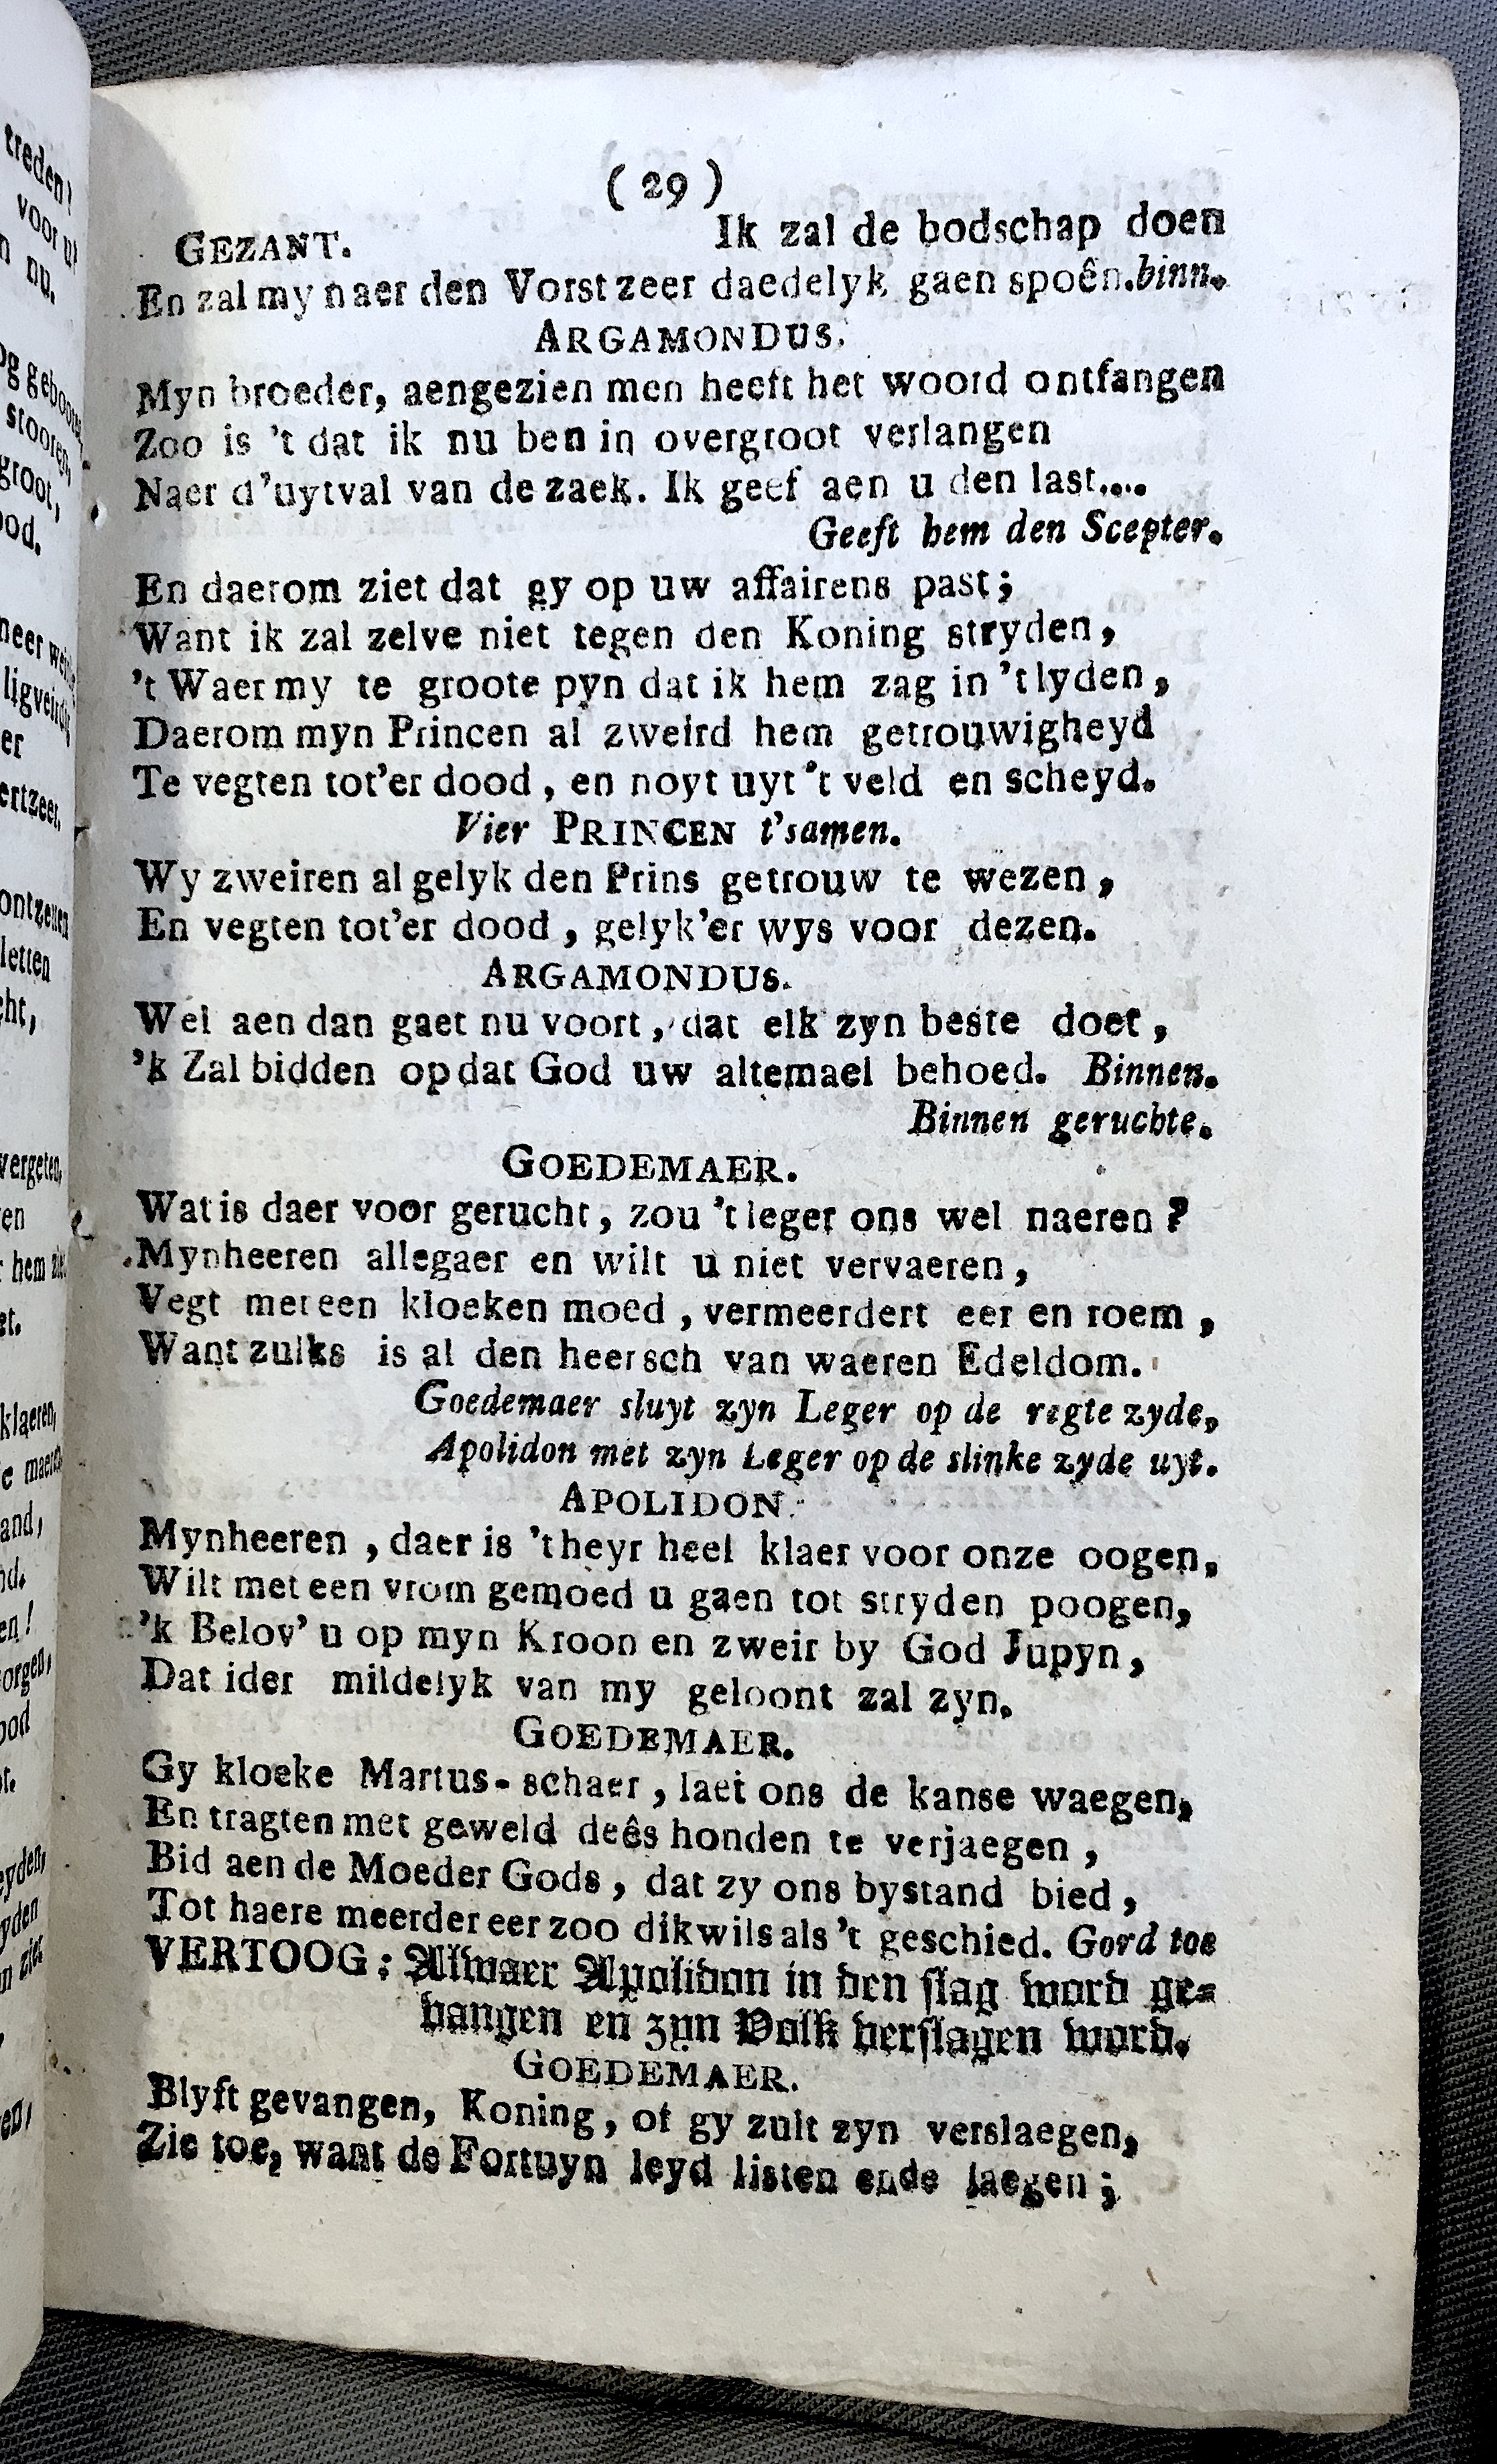 ( 29 )
GEZANT. Ik zal de bodschap doen
En zal my naer den Vorst zeer daedelyk gaen spoên. binn.
ARGAMONDUS.
Myn broeder, aengezien men heeft het woord ontfangen
Zoo is 't dat ik nu ben in overgroot verlangen
Naer d'uytval van de zaek. Ik geef aen u den last....
Geeft hem den Scepter.
En daerom ziet dat gy op uw affairens past;
Want ik zal zelve niet tegen den Koning stryden,
't Waer my te groote pyn dat ik hem zag in 't lyden,
Daerom myn Princen al zweird hem getrouwigheyd
Te vegten tot'er dood, en noyt uyt 't veld en scheyd.
Vier PRINCEN t'samen.
Wy zweiren al gelyk den Prins getrouw te wezen,
En vegten tot'er dood, gelyk'er wys voor dezen.
ARGAMONDUS.
Wel aen dan gaet nu voort, dat elk zyn beste doet,
'k Zal bidden opdat God uw altemael behoed. Binnen.
Binnen geruchte.
GOEDEMAER.
Wat is daer voor gerucht, zou 't leger ons wel naeren?
Mynheeren allegaer en wilt u niet vervaeren,
Vegt met een kloeken moed, vermeerdert eer en roem,
Want zulks is al den heersch van waeren Edeldom.
Goedemaer sluyt zyn Leger op de regte zyde,
Apolidon met zyn Leger op de slinke zyde uyt.
APOLIDON.
Mynheeren, daer is 't heyr heel klaer voor onze oogen,
Wilt met een vrom gemoed u gaen tot stryden poogen,
'k Belov' u op myn Kroon en zweir by God Jupyn,
Dat ider mildelyk van my geloont zal zyn.
GOEDEMAER.
Gy kloeke Martus-schaer, laet ons de kanse waegen,
En tragten met geweld deês honden te verjaegen,
Bid aen de Moeder Gods, dat zy ons bystand bied,
Tot haere meerder eer zoo dikwils als 't geschied. Gord toe
VERTOOG: Alwaer Apolidon in den slag word ge-
vangen en zyn Volk verslagen word.
GOEDEMAER.
Blyft gevangen, Koning, of gy zult zyn verslaegen,
Zie toe, want de Fortuyn leyd listen ende laegen;